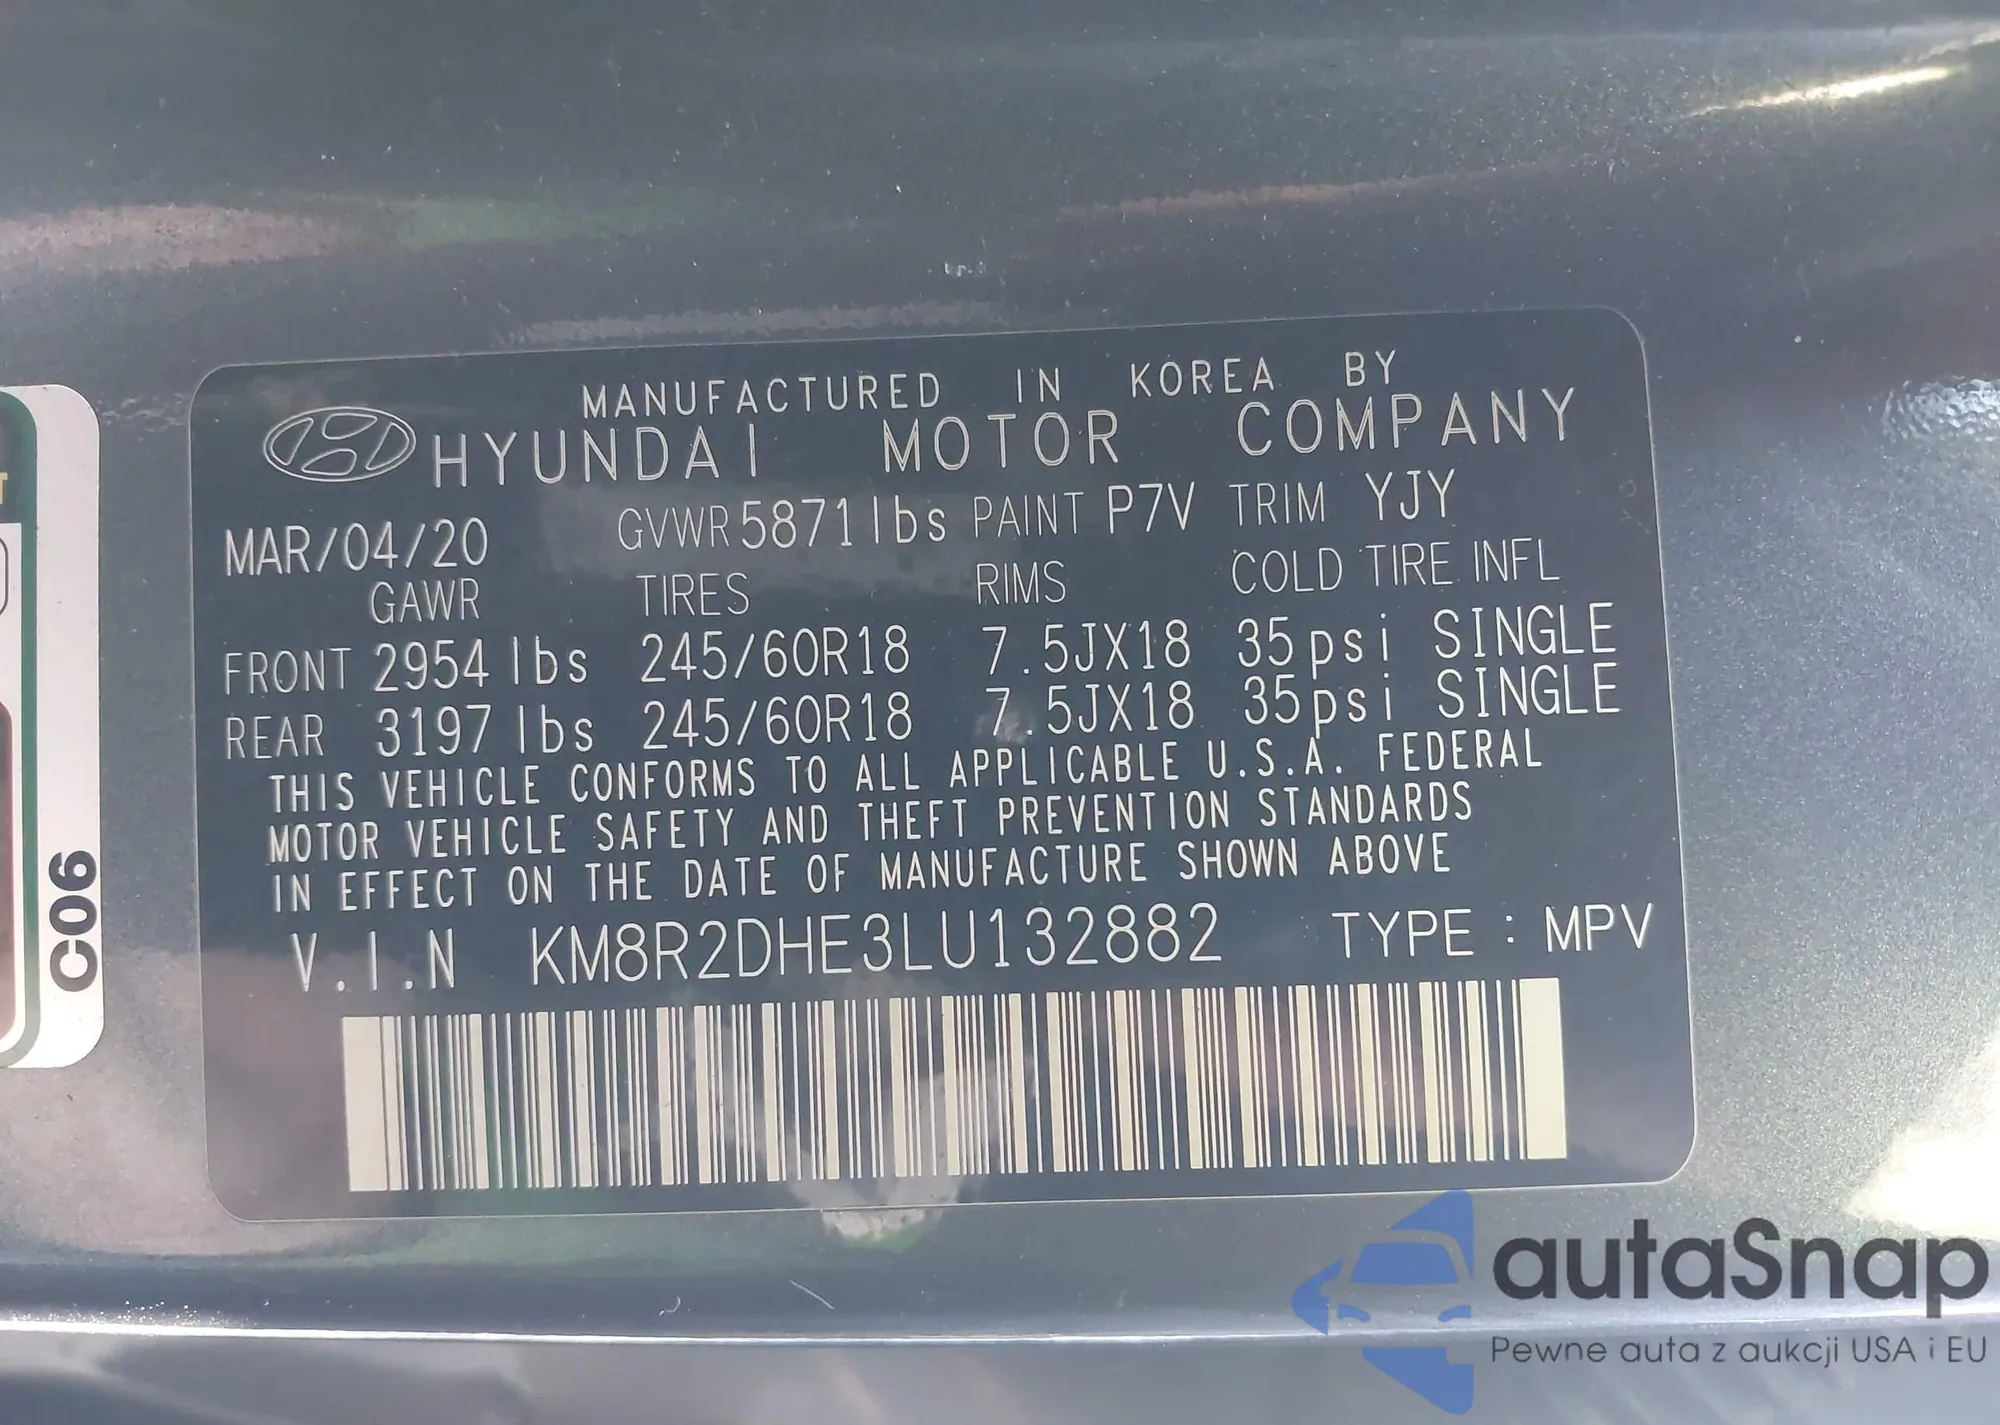 MANUFACTURED IN KOREA BY
HYUNDAI MOTOR COMPANY
MAR/04/20 GVWR 5871lbs PAINT P7V TRIM YJY
GAWR TIRES RIMS COLD TIRE INFL
FRONT 2954 lbs 245/60R18 7.5JX18 35psi SINGLE
REAR 3197 lbs 245/60R18 7.5JX18 35psi SINGLE
THIS VEHICLE CONFORMS TO ALL APPLICABLE U.S.A. FEDERAL
MOTOR VEHICLE SAFETY AND THEFT PREVENTION STANDARDS
IN EFFECT ON THE DATE OF MANUFACTURE SHOWN ABOVE
V.I.N KM8R2DHE3LU132882 TYPE : MPV
C06
autaSnap
Pewne auta z aukcji USA i EU